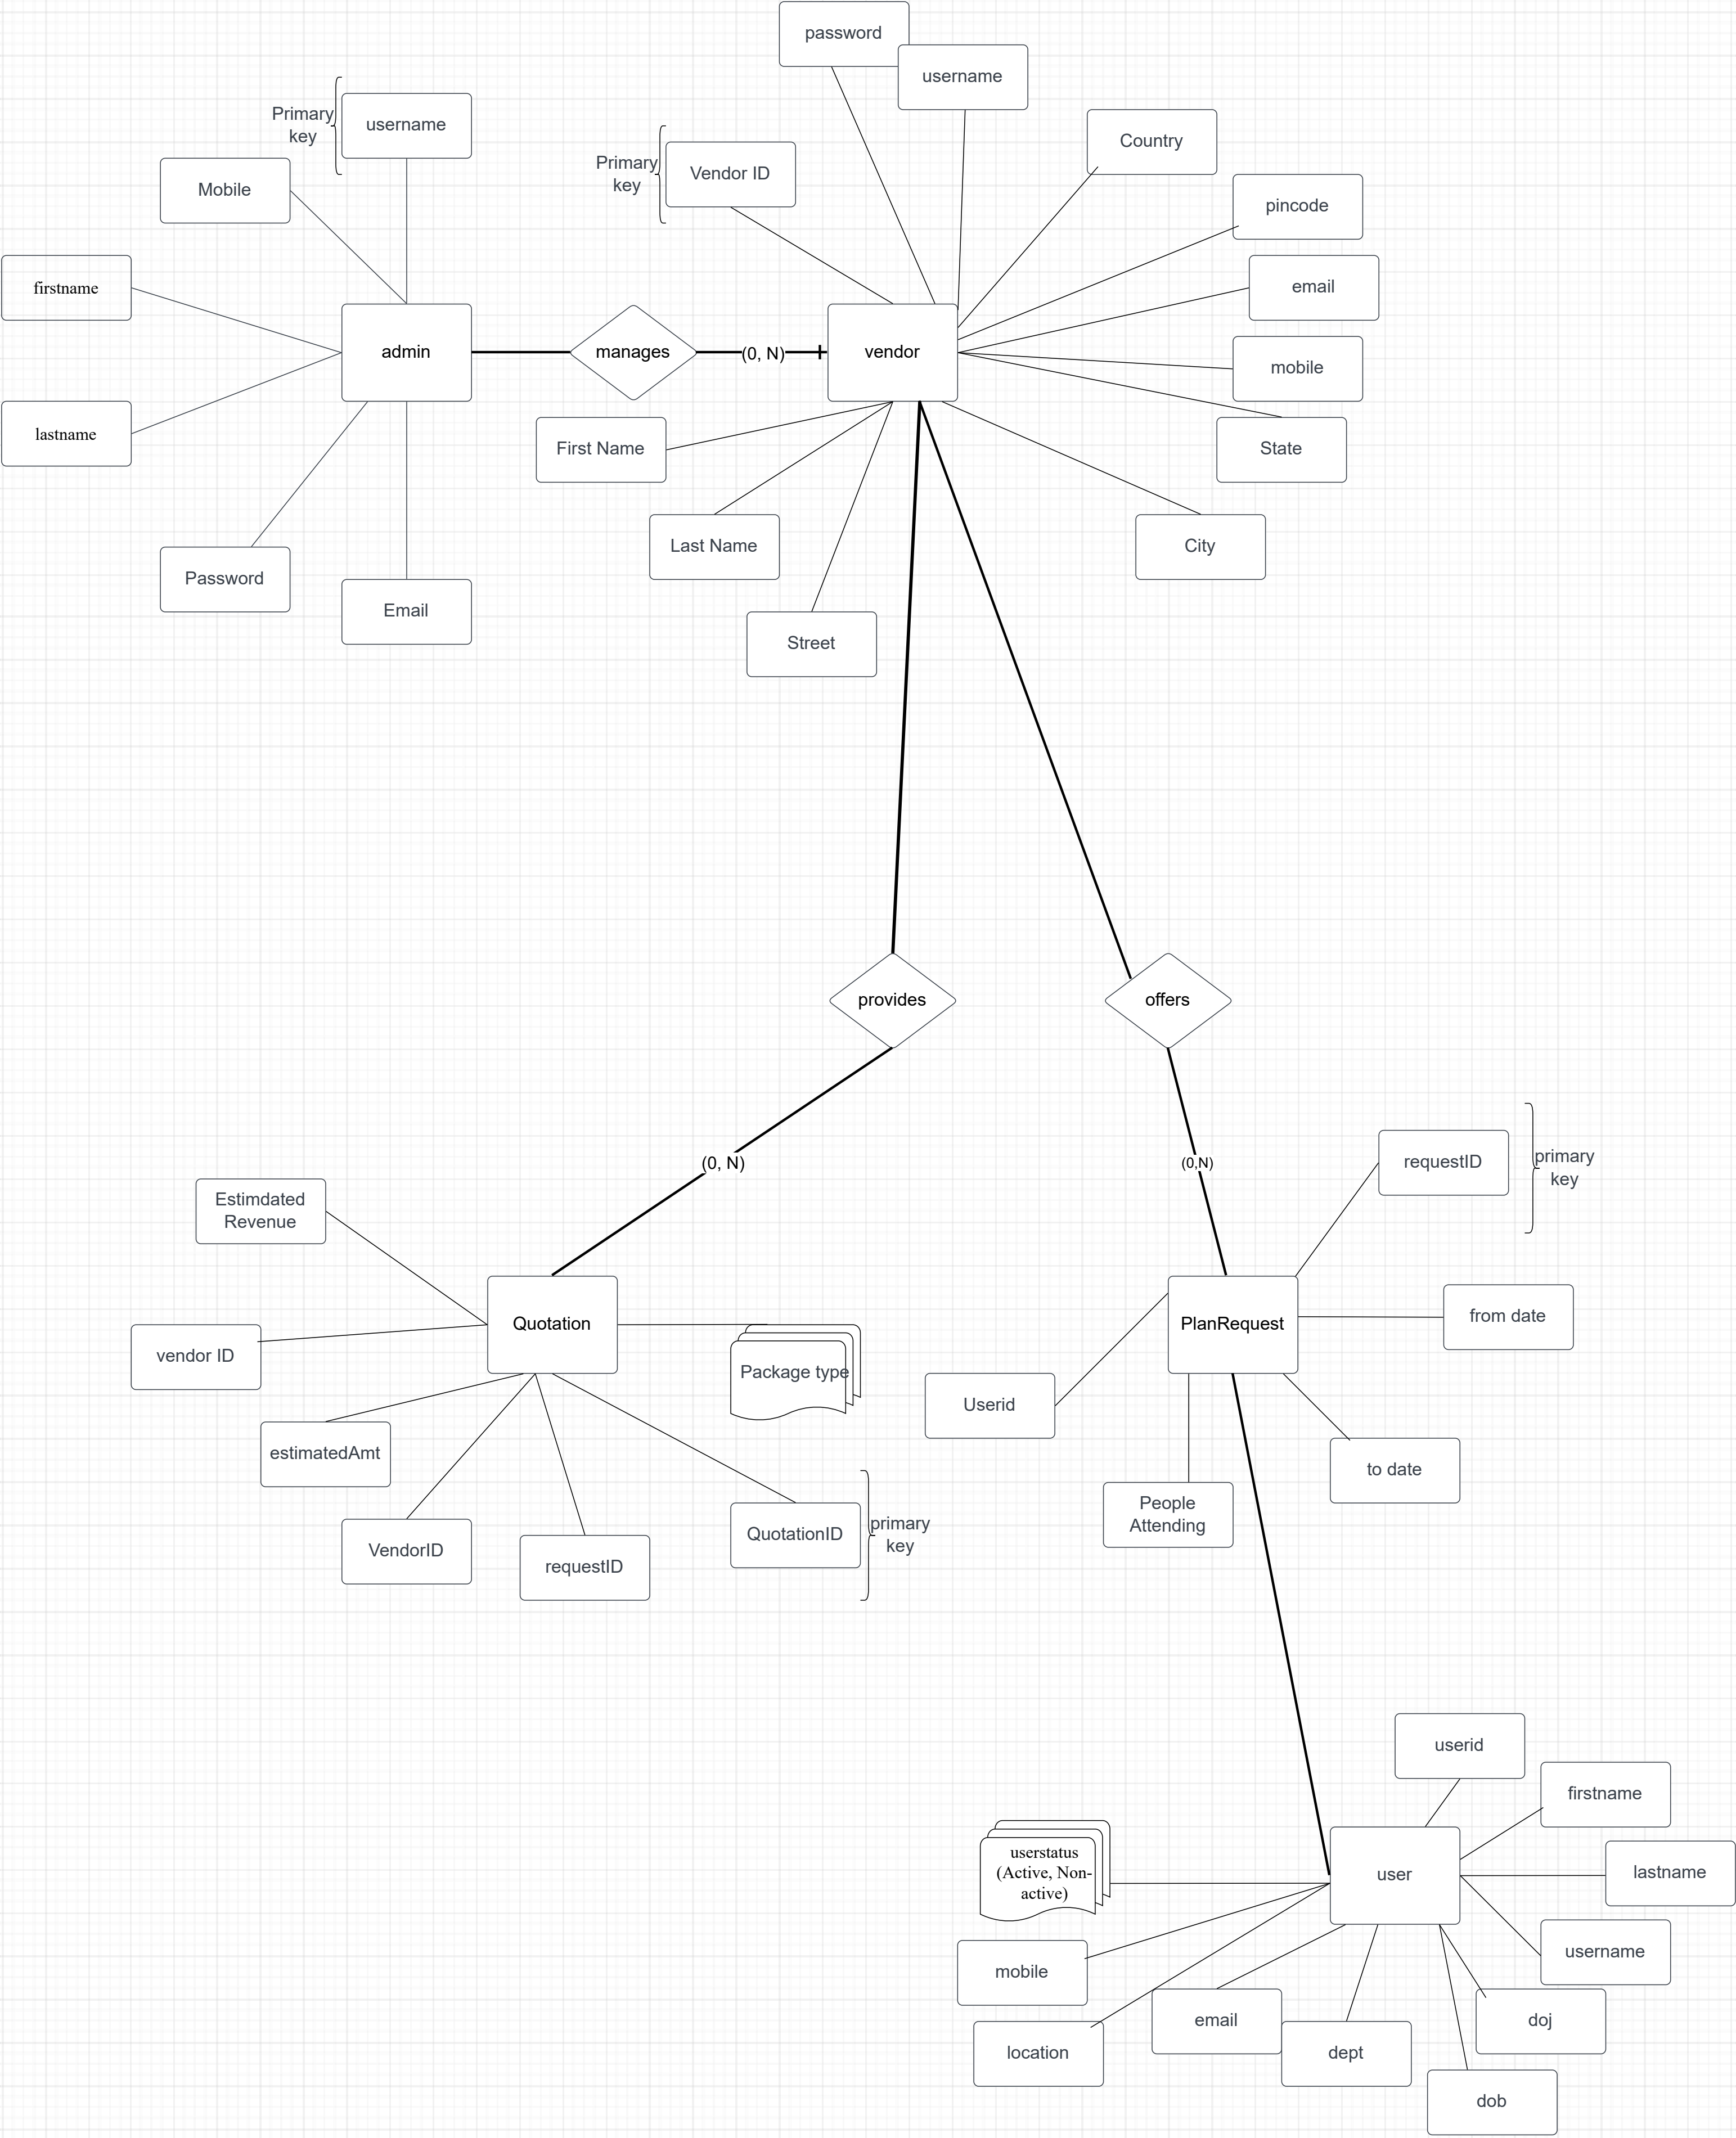 password
username
Primary
key
username
Country
Primary
key
Vendor ID
Mobile
pincode
firstname
email
admin
manages
(0, N)
vendor
mobile
lastname
First Name
State
Last Name
City
Password
Email
Street
provides
offers
(0, N)
(0,N)
requestID
primary
key
Estimdated
Revenue
Quotation
PlanRequest
from date
vendor ID
Package type
Userid
estimatedAmt
to date
People
Attending
VendorID
requestID
QuotationID
primary
key
userid
firstname
userstatus
(Active, Non-
active)
user
lastname
username
mobile
email
doj
location
dept
dob